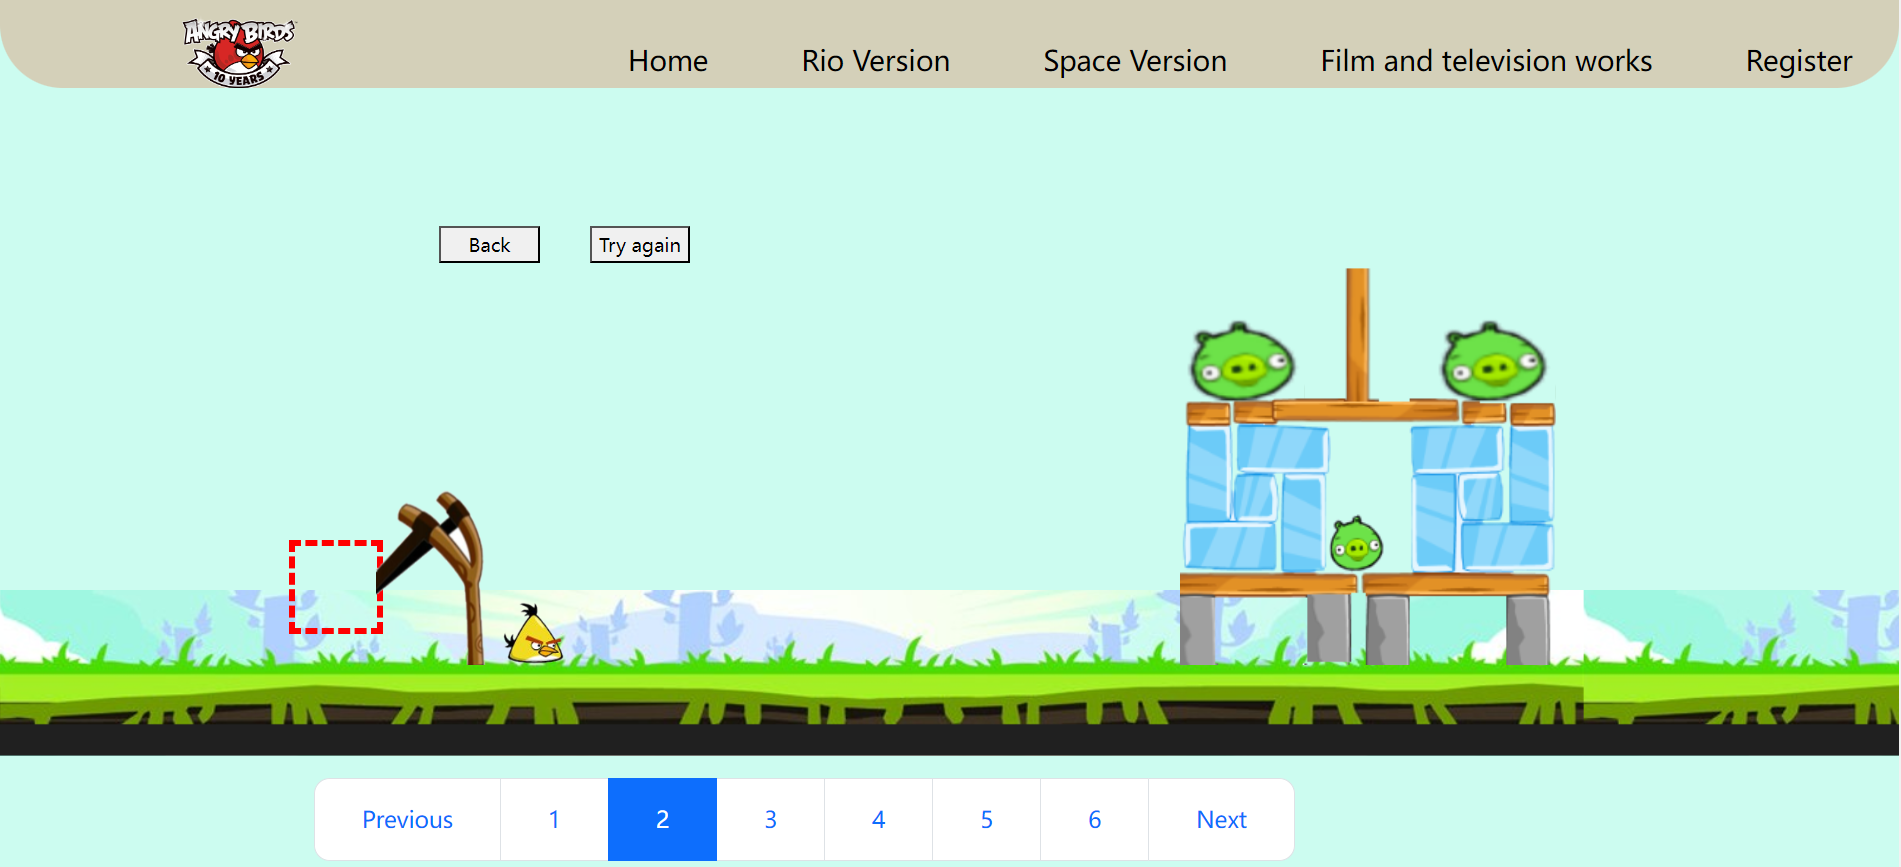 ANGRY BIRDS
10 YEARS
Home Rio Version Space Version Film and television works Register
Back Try again
Previous 1 2 3 4 5 6 Next